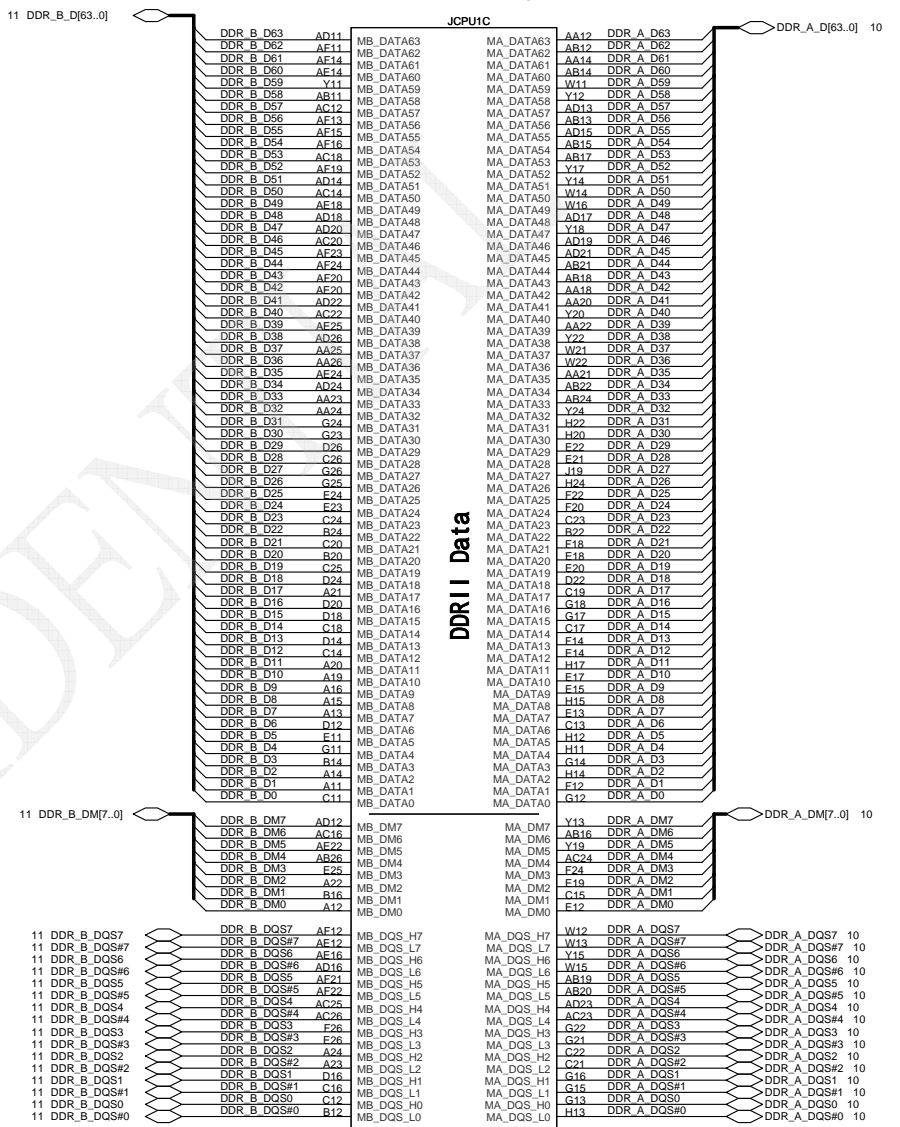 JCPU1C
11 DDR_B_D[63..0] DDR_A_D[63..0] 10
DDR_B_D63 AD11 MB_DATA63 MA_DATA63 AA12 DDR_A_D63
DDR_B_D62 MB_DATA62 MA_DATA62 AB12 DDR_A_D62
DDR_B_D61 MB_DATA61 MA_DATA61 AA14 DDR_A_D61
DDR_B_D60 MB_DATA60 MA_DATA60 AB14 DDR_A_D60
DDR_B_D59 Y11 MB_DATA59 MA_DATA59 W11 DDR_A_D59
DDR_B_D58 AB11 MB_DATA58 MA_DATA58 Y12 DDR_A_D58
DDR_B_D57 AC12 MB_DATA57 MA_DATA57 AD13 DDR_A_D57
DDR_B_D56 MB_DATA56 MA_DATA56 AB13 DDR_A_D56
DDR_B_D55 MB_DATA55 MA_DATA55 AD15 DDR_A_D55
DDR_B_D54 MB_DATA54 MA_DATA54 AB15 DDR_A_D54
DDR_B_D53 AC18 MB_DATA53 MA_DATA53 AB17 DDR_A_D53
DDR_B_D52 MB_DATA52 MA_DATA52 Y17 DDR_A_D52
DDR_B_D51 AD14 MB_DATA51 MA_DATA51 Y14 DDR_A_D51
DDR_B_D50 AC14 MB_DATA50 MA_DATA50 W14 DDR_A_D50
DDR_B_D49 MB_DATA49 MA_DATA49 W16 DDR_A_D49
DDR_B_D48 AD18 MB_DATA48 MA_DATA48 AD17 DDR_A_D48
DDR_B_D47 AD20 MB_DATA47 MA_DATA47 Y18 DDR_A_D47
DDR_B_D46 AC20 MB_DATA46 MA_DATA46 AD19 DDR_A_D46
DDR_B_D45 AF23 MB_DATA45 MA_DATA45 AD21 DDR_A_D45
DDR_B_D44 AF24 MB_DATA44 MA_DATA44 AB21 DDR_A_D44
DDR_B_D43 MB_DATA43 MA_DATA43 AB18 DDR_A_D43
DDR_B_D42 MB_DATA42 MA_DATA42 AA18 DDR_A_D42
DDR_B_D41 AD22 MB_DATA41 MA_DATA41 AA20 DDR_A_D41
DDR_B_D40 AC22 MB_DATA40 MA_DATA40 Y20 DDR_A_D40
DDR_B_D39 AE25 MB_DATA39 MA_DATA39 AA22 DDR_A_D39
DDR_B_D38 AD26 MB_DATA38 MA_DATA38 Y22 DDR_A_D38
DDR_B_D37 AA25 MB_DATA37 MA_DATA37 W21 DDR_A_D37
DDR_B_D36 AA26 MB_DATA36 MA_DATA36 W22 DDR_A_D36
DDR_B_D35 AE24 MB_DATA35 MA_DATA35 AA21 DDR_A_D35
DDR_B_D34 AD24 MB_DATA34 MA_DATA34 AB22 DDR_A_D34
DDR_B_D33 AA23 MB_DATA33 MA_DATA33 AB24 DDR_A_D33
DDR_B_D32 AA24 MB_DATA32 MA_DATA32 Y24 DDR_A_D32
DDR_B_D31 G24 MB_DATA31 MA_DATA31 H22 DDR_A_D31
DDR_B_D30 G23 MB_DATA30 MA_DATA30 H20 DDR_A_D30
DDR_B_D29 D26 MB_DATA29 MA_DATA29 E22 DDR_A_D29
DDR_B_D28 C26 MB_DATA28 MA_DATA28 E21 DDR_A_D28
DDR_B_D27 G26 MB_DATA27 MA_DATA27 J19 DDR_A_D27
DDR_B_D26 G25 MB_DATA26 MA_DATA26 H24 DDR_A_D26
DDR_B_D25 E24 MB_DATA25 MA_DATA25 F22 DDR_A_D25
DDR_B_D24 E23 MB_DATA24 MA_DATA24 F20 DDR_A_D24
DDR_B_D23 C24 MB_DATA23 MA_DATA23 C23 DDR_A_D23
DDR_B_D22 B24 MB_DATA22 MA_DATA22 B22 DDR_A_D22
DDR_B_D21 C20 MB_DATA21 MA_DATA21 F18 DDR_A_D21
DDR_B_D20 B20 MB_DATA20 MA_DATA20 E18 DDR_A_D20
DDR_B_D19 C25 MB_DATA19 MA_DATA19 E20 DDR_A_D19
DDR_B_D18 D24 MB_DATA18 MA_DATA18 D22 DDR_A_D18
DDR_B_D17 A21 MB_DATA17 MA_DATA17 C19 DDR_A_D17
DDR_B_D16 D20 MB_DATA16 MA_DATA16 G18 DDR_A_D16
DDR_B_D15 D18 MB_DATA15 MA_DATA15 G17 DDR_A_D15
DDR_B_D14 C18 MB_DATA14 MA_DATA14 C17 DDR_A_D14
DDR_B_D13 D14 MB_DATA13 MA_DATA13 F14 DDR_A_D13
DDR_B_D12 C14 MB_DATA12 MA_DATA12 E14 DDR_A_D12
DDR_B_D11 A20 MB_DATA11 MA_DATA11 H17 DDR_A_D11
DDR_B_D10 A19 MB_DATA10 MA_DATA10 E17 DDR_A_D10
DDR_B_D9 A16 MB_DATA9 MA_DATA9 E15 DDR_A_D9
DDR_B_D8 A15 MB_DATA8 MA_DATA8 H15 DDR_A_D8
DDR_B_D7 A13 MB_DATA7 MA_DATA7 E13 DDR_A_D7
DDR_B_D6 D12 MB_DATA6 MA_DATA6 C13 DDR_A_D6
DDR_B_D5 E11 MB_DATA5 MA_DATA5 H12 DDR_A_D5
DDR_B_D4 G11 MB_DATA4 MA_DATA4 H11 DDR_A_D4
DDR_B_D3 B14 MB_DATA3 MA_DATA3 G14 DDR_A_D3
DDR_B_D2 A14 MB_DATA2 MA_DATA2 H14 DDR_A_D2
DDR_B_D1 A11 MB_DATA1 MA_DATA1 F12 DDR_A_D1
DDR_B_D0 C11 MB_DATA0 MA_DATA0 G12 DDR_A_D0
DDRII Data
11 DDR_B_DM[7..0] DDR_A_DM[7..0] 10
DDR_B_DM7 AD12 MB_DM7 MA_DM7 Y13 DDR_A_DM7
DDR_B_DM6 AC16 MB_DM6 MA_DM6 AB16 DDR_A_DM6
DDR_B_DM5 AE22 MB_DM5 MA_DM5 Y19 DDR_A_DM5
DDR_B_DM4 AB26 MB_DM4 MA_DM4 AC24 DDR_A_DM4
DDR_B_DM3 E25 MB_DM3 MA_DM3 F24 DDR_A_DM3
DDR_B_DM2 A22 MB_DM2 MA_DM2 E19 DDR_A_DM2
DDR_B_DM1 B16 MB_DM1 MA_DM1 C15 DDR_A_DM1
DDR_B_DM0 A12 MB_DM0 MA_DM0 E12 DDR_A_DM0
11 DDR_B_DQS7 DDR_B_DQS7 AF12 MB_DQS_H7 MA_DQS_H7 W12 DDR_A_DQS7 DDR_A_DQS7 10
11 DDR_B_DQS#7 DDR_B_DQS#7 AE12 MB_DQS_L7 MA_DQS_L7 W13 DDR_A_DQS#7 DDR_A_DQS#7 10
11 DDR_B_DQS6 DDR_B_DQS6 AE16 MB_DQS_H6 MA_DQS_H6 Y15 DDR_A_DQS6 DDR_A_DQS6 10
11 DDR_B_DQS#6 DDR_B_DQS#6 AD16 MB_DQS_L6 MA_DQS_L6 W15 DDR_A_DQS#6 DDR_A_DQS#6 10
11 DDR_B_DQS5 DDR_B_DQS5 AF21 MB_DQS_H5 MA_DQS_H5 AB19 DDR_A_DQS5 DDR_A_DQS5 10
11 DDR_B_DQS#5 DDR_B_DQS#5 AF22 MB_DQS_L5 MA_DQS_L5 AB20 DDR_A_DQS#5 DDR_A_DQS#5 10
11 DDR_B_DQS4 DDR_B_DQS4 AC25 MB_DQS_H4 MA_DQS_H4 AD23 DDR_A_DQS4 DDR_A_DQS4 10
11 DDR_B_DQS#4 DDR_B_DQS#4 AC26 MB_DQS_L4 MA_DQS_L4 AC23 DDR_A_DQS#4 DDR_A_DQS#4 10
11 DDR_B_DQS3 DDR_B_DQS3 F26 MB_DQS_H3 MA_DQS_H3 G22 DDR_A_DQS3 DDR_A_DQS3 10
11 DDR_B_DQS#3 DDR_B_DQS#3 E26 MB_DQS_L3 MA_DQS_L3 G21 DDR_A_DQS#3 DDR_A_DQS#3 10
11 DDR_B_DQS2 DDR_B_DQS2 A24 MB_DQS_H2 MA_DQS_H2 C22 DDR_A_DQS2 DDR_A_DQS2 10
11 DDR_B_DQS#2 DDR_B_DQS#2 A23 MB_DQS_L2 MA_DQS_L2 C21 DDR_A_DQS#2 DDR_A_DQS#2 10
11 DDR_B_DQS1 DDR_B_DQS1 D16 MB_DQS_H1 MA_DQS_H1 G16 DDR_A_DQS1 DDR_A_DQS1 10
11 DDR_B_DQS#1 DDR_B_DQS#1 C16 MB_DQS_L1 MA_DQS_L1 G15 DDR_A_DQS#1 DDR_A_DQS#1 10
11 DDR_B_DQS0 DDR_B_DQS0 C12 MB_DQS_H0 MA_DQS_H0 G13 DDR_A_DQS0 DDR_A_DQS0 10
11 DDR_B_DQS#0 DDR_B_DQS#0 B12 MB_DQS_L0 MA_DQS_L0 H13 DDR_A_DQS#0 DDR_A_DQS#0 10